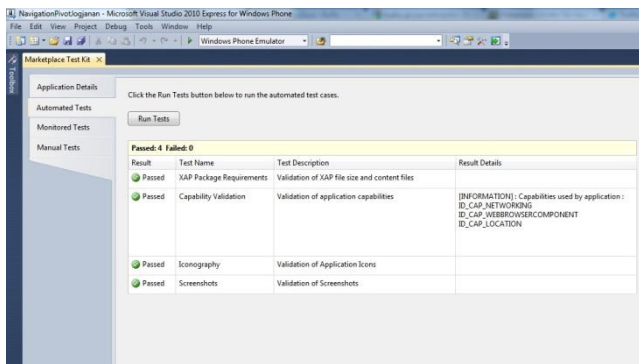 NavigationPivotJogjanan - Microsoft Visual Studio 2010 Express for Windows Phone
File Edit View Project Debug Tools Window Help
Windows Phone Emulator
Toolbox
Marketplace Test Kit
Application Details
Automated Tests
Monitored Tests
Manual Tests
Click the Run Tests button below to run the automated test cases.
Run Tests
Passed: 4 Failed: 0
Result Test Name Test Description Result Details
Passed XAP Package Requirements Validation of XAP file size and content files
Passed Capability Validation Validation of application capabilities [INFORMATION] : Capabilities used by application :
ID_CAP_NETWORKING
ID_CAP_WEBBROWSERCOMPONENT
ID_CAP_LOCATION
Passed Iconography Validation of Application Icons
Passed Screenshots Validation of Screenshots